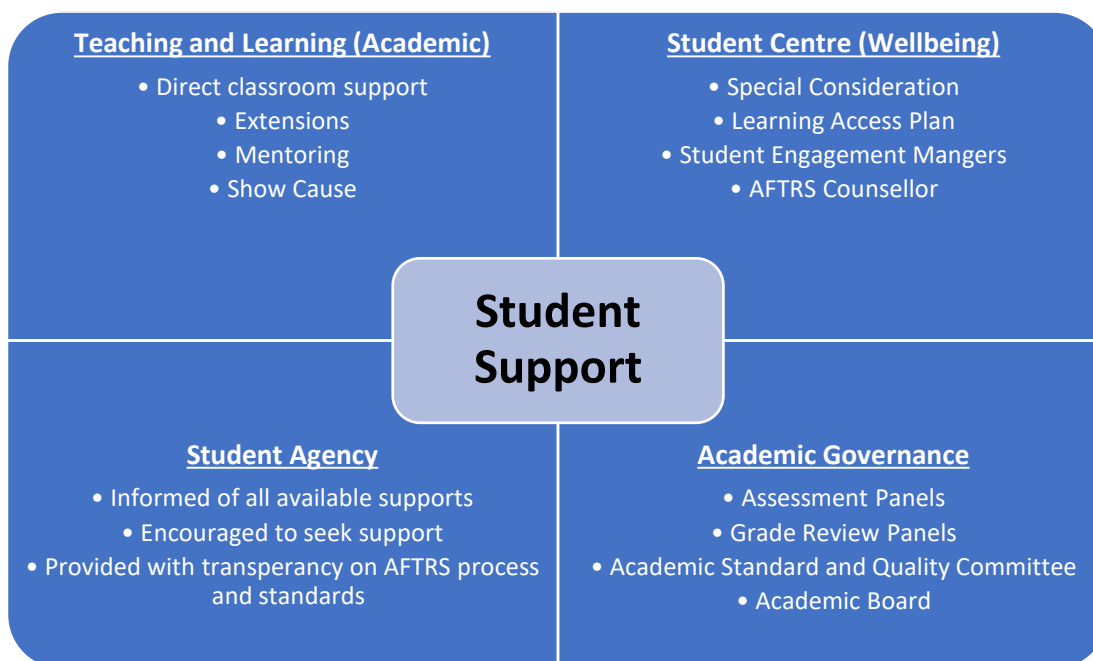 Teaching and Learning (Academic)
• Direct classroom support
• Extensions
• Mentoring
• Show Cause
Student Centre (Wellbeing)
• Special Consideration
• Learning Access Plan
• Student Engagement Mangers
• AFTRS Counsellor
Student
Support
Student Agency
• Informed of all available supports
• Encouraged to seek support
• Provided with transperancy on AFTRS process
and standards
Academic Governance
• Assessment Panels
• Grade Review Panels
• Academic Standard and Quality Committee
• Academic Board